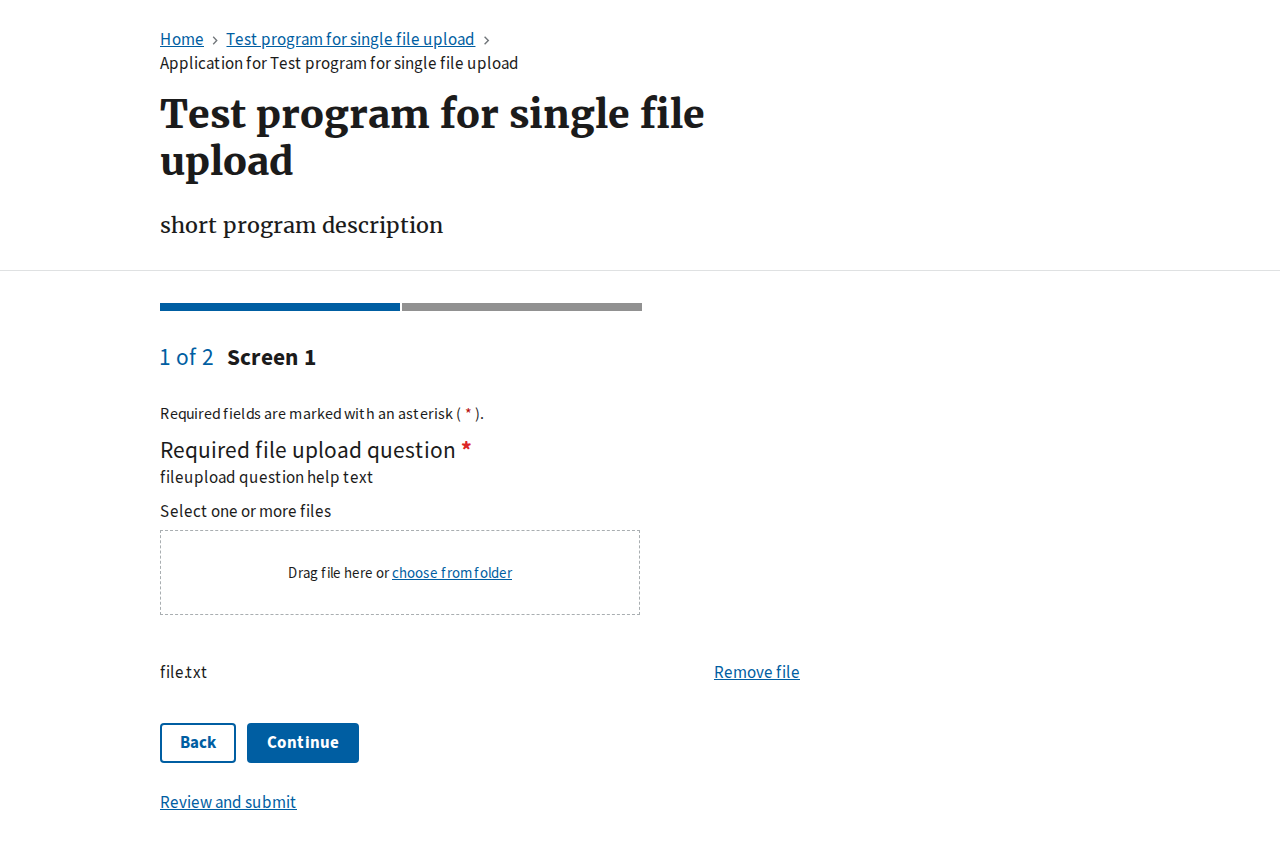 Home > Test program for single file upload >
Application for Test program for single file upload
Test program for single file
upload
short program description
1 of 2 Screen 1
Required fields are marked with an asterisk ( * ).
Required file upload question *
fileupload question help text
Select one or more files
Drag file here or choose from folder
file.txt Remove file
Back Continue
Review and submit